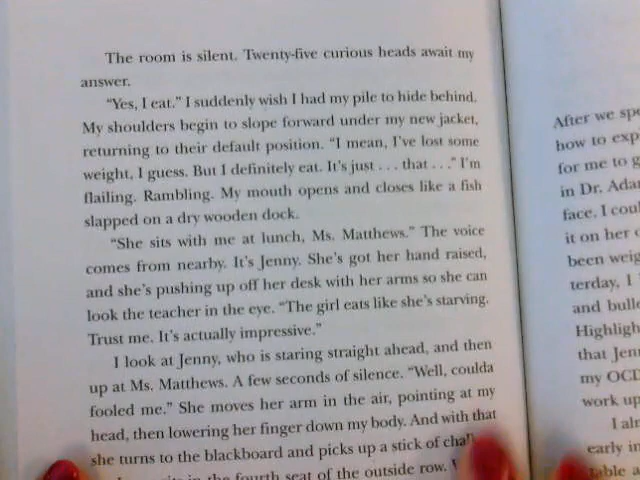 The room is silent. Twenty-five curious heads await my
answer.
"Yes, I eat." I suddenly wish I had my pile to hide behind.
My shoulders begin to slope forward under my new jacket,
returning to their default position. "I mean, I've lost some
weight, I guess. But I definitely eat. It's just . . . that . . ." I'm
flailing. Rambling. My mouth opens and closes like a fish
slapped on a dry wooden dock.
"She sits with me at lunch, Ms. Matthews." The voice
comes from nearby. It's Jenny. She's got her hand raised,
and she's pushing up off her desk with her arms so she can
look the teacher in the eye. "The girl eats like she's starving.
Trust me. It's actually impressive."
I look at Jenny, who is staring straight ahead, and then
up at Ms. Matthews. A few seconds of silence. "Well, coulda
fooled me." She moves her arm in the air, pointing at my
head, then lowering her finger down my body. And with that
she turns to the blackboard and picks up a stick of
in the fourth seat of the outside row.
After we
how to
for me to
in Dr.
face. I
it on her
been
terday, I
and
Highligh
that
my OCD
work up
I
early in